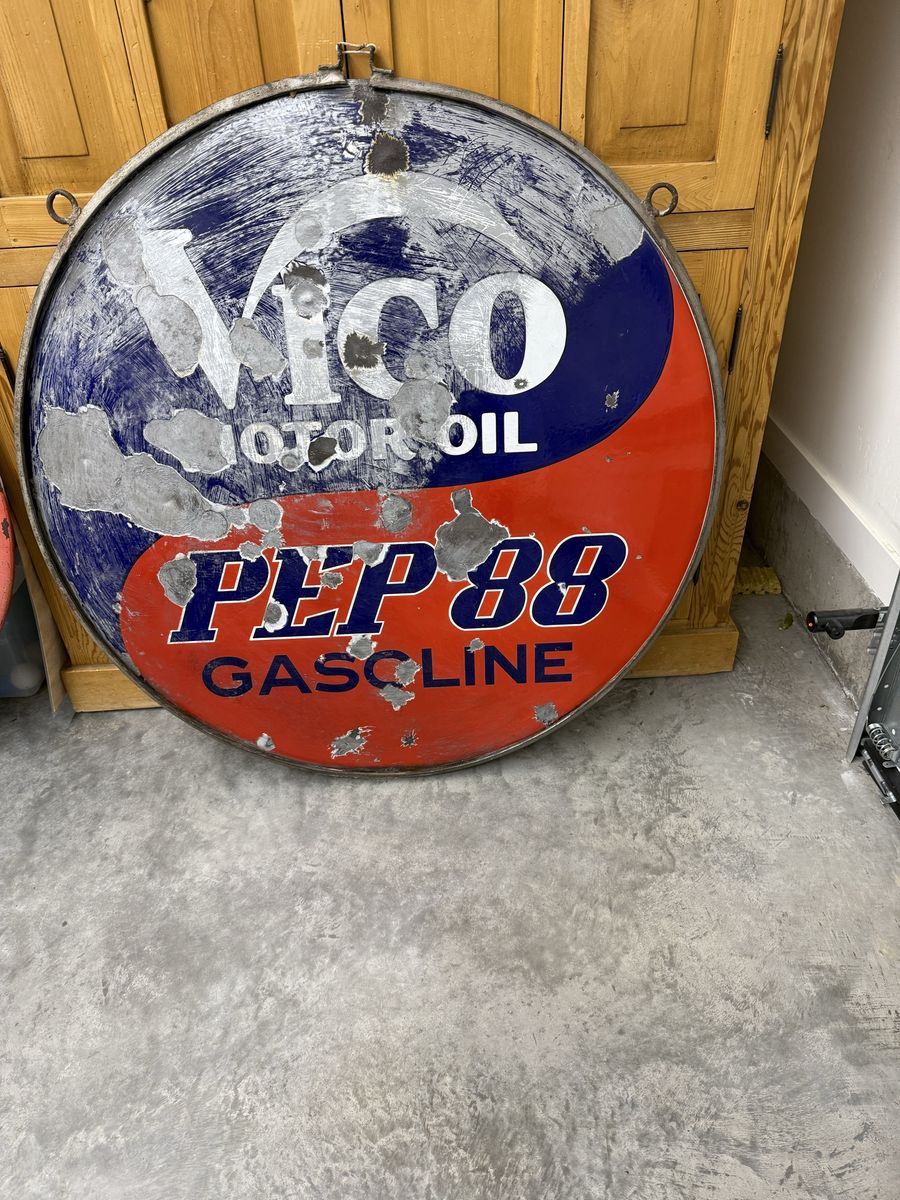 Vico
MOTOR OIL
PEP 88
GASOLINE